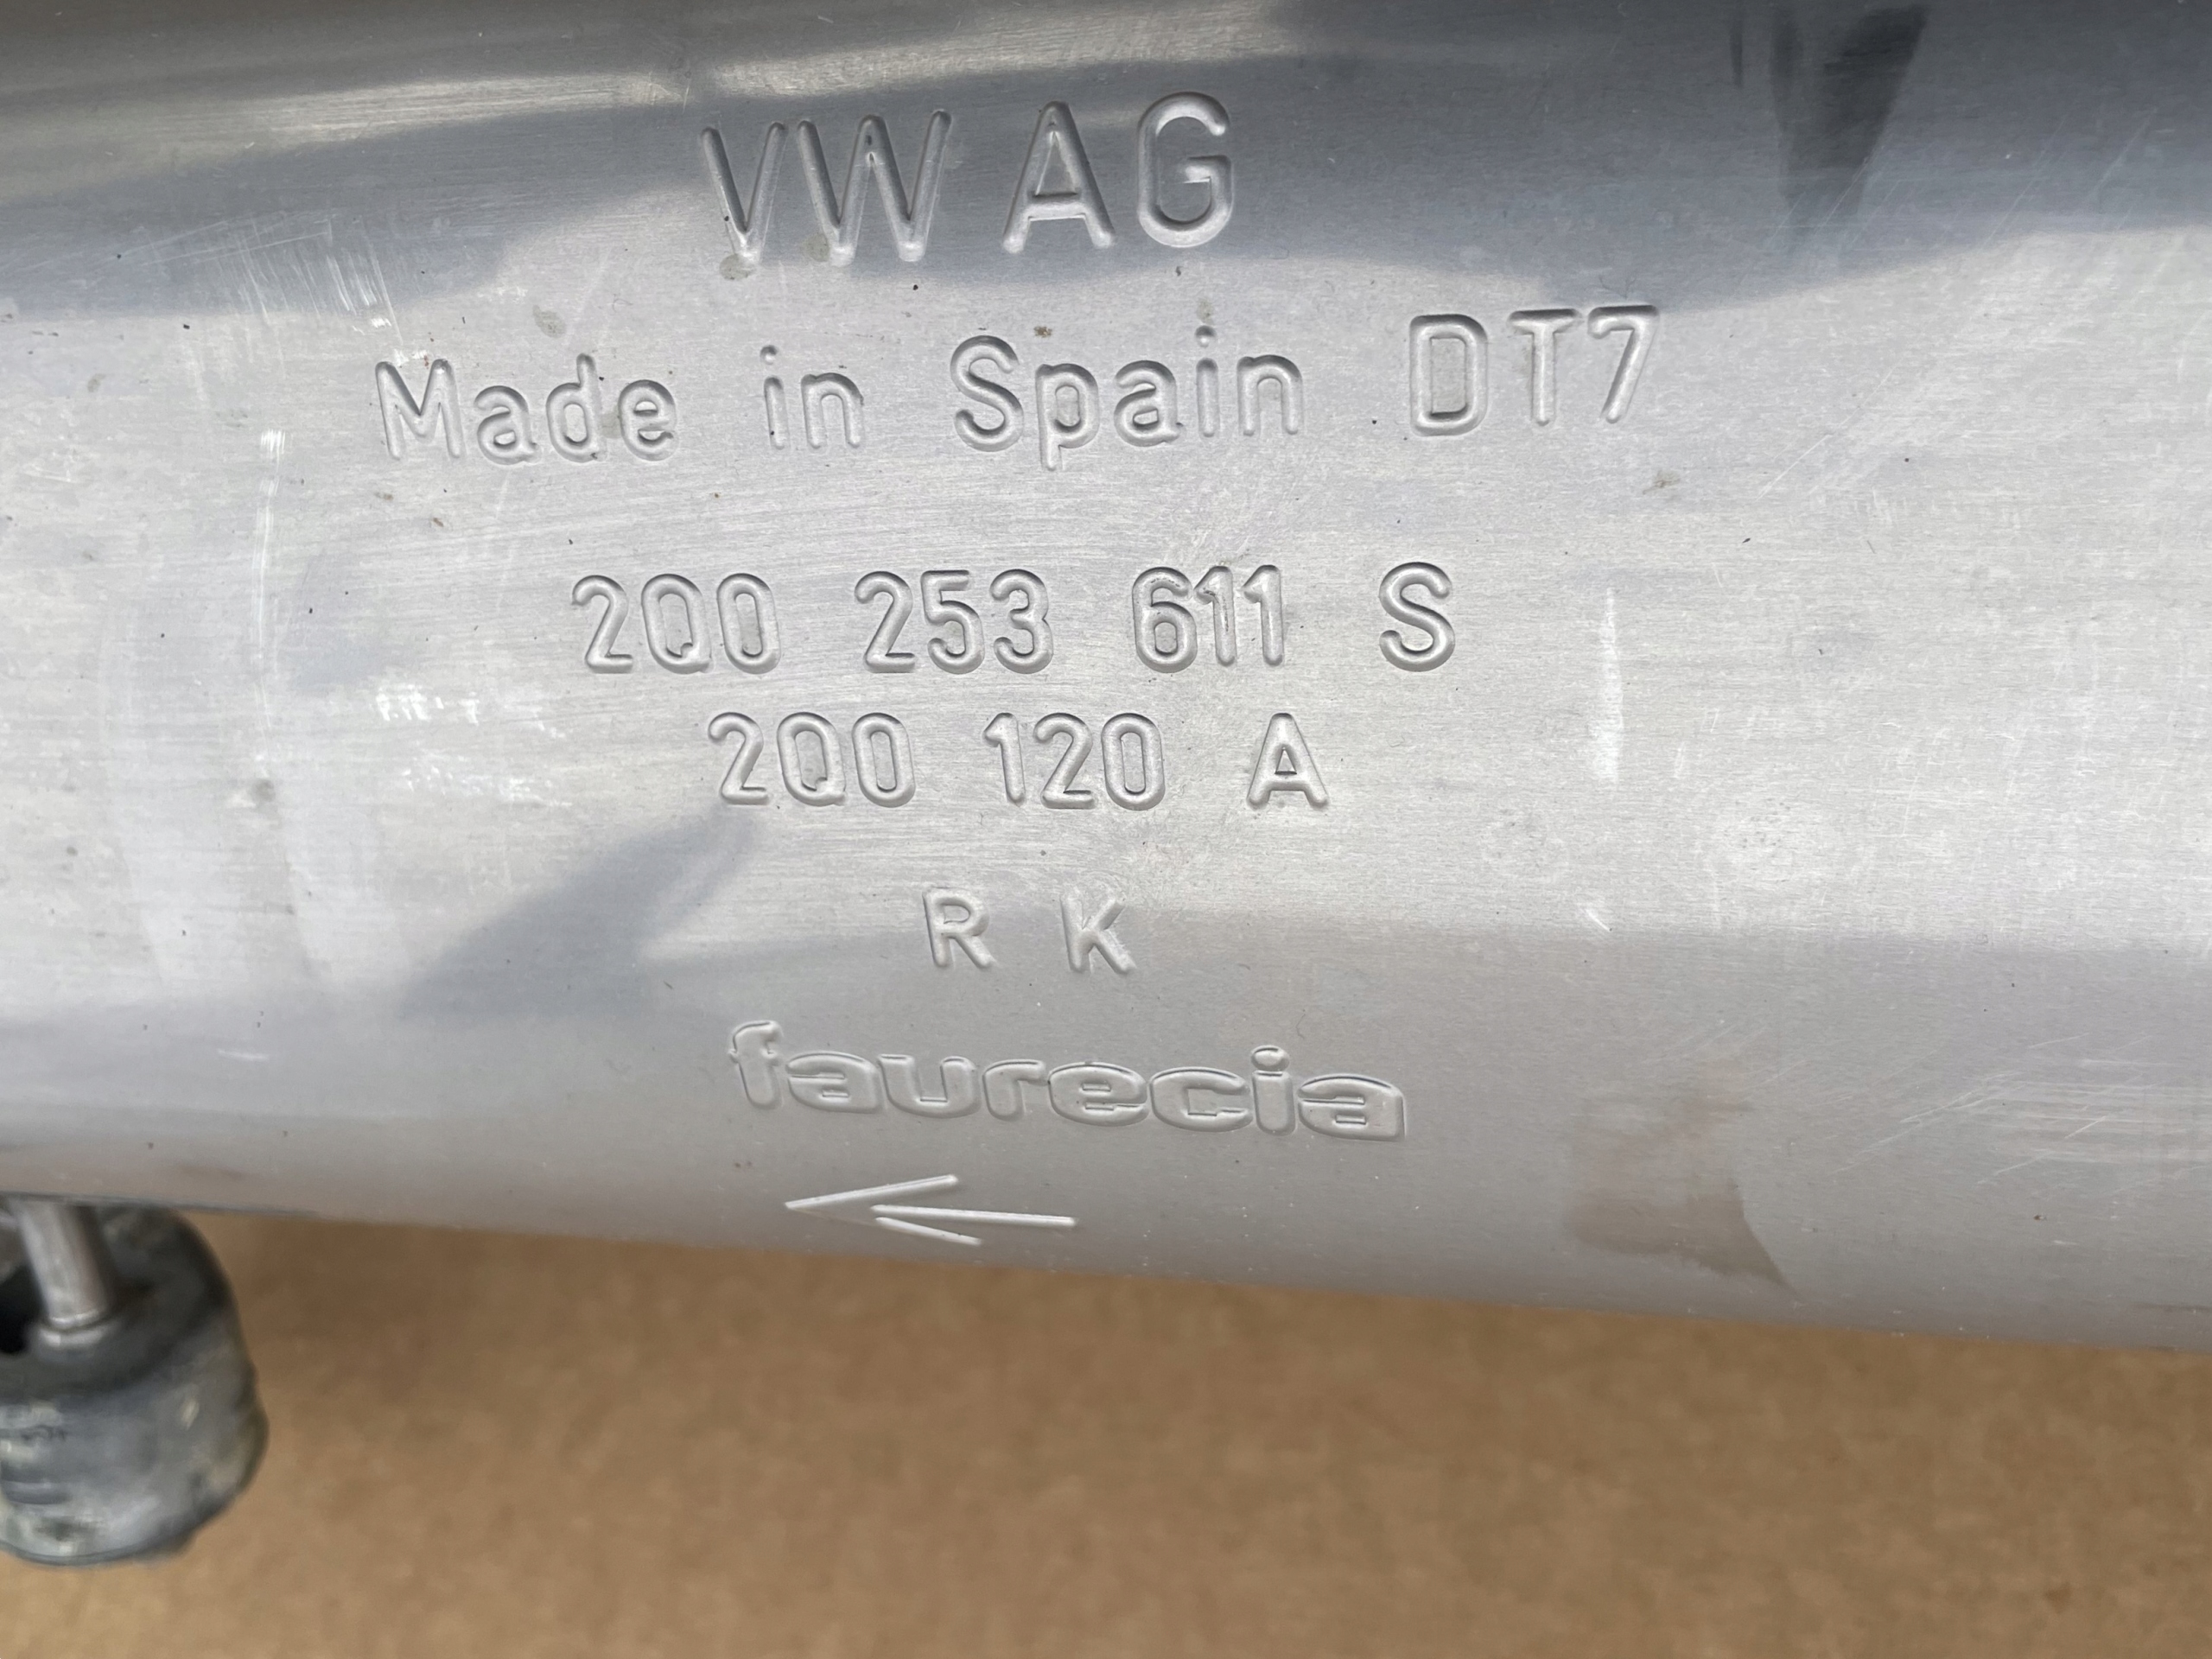 VW AG
Made in Spain DT7
2Q0 253 611 S
2Q0 120 A
R K
faurecia